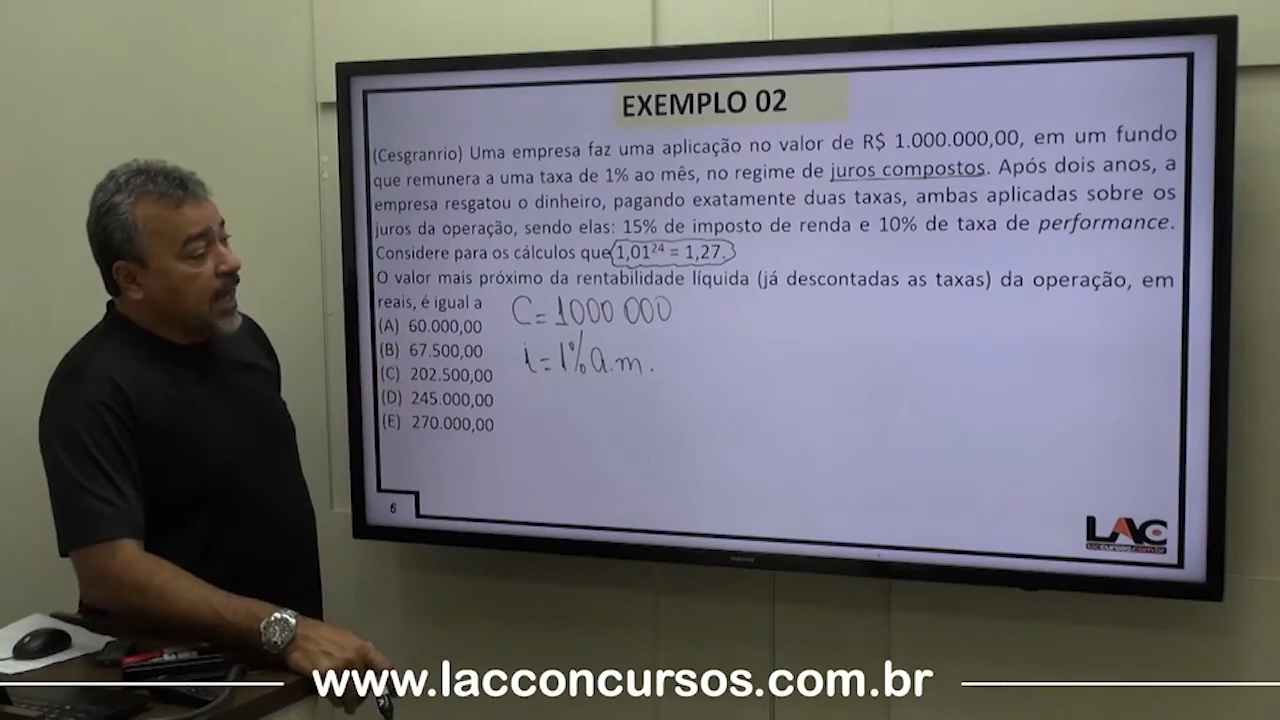 EXEMPLO 02
(Cesgranrio) Uma empresa faz uma aplicação no valor de R$ 1.000.000,00, em um fundo
que remunera a uma taxa de 1% ao mês, no regime de juros compostos. Após dois anos, a
empresa resgatou o dinheiro, pagando exatamente duas taxas, ambas aplicadas sobre os
juros da operação, sendo elas: 15% de imposto de renda e 10% de taxa de performance.
Considere para os cálculos que 1,01²⁴ = 1,27.
O valor mais próximo da rentabilidade líquida (já descontadas as taxas) da operação, em
reais, é igual a
(A) 60.000,00
(B) 67.500,00
(C) 202.500,00
(D) 245.000,00
(E) 270.000,00
C = 1000 000
i = 1% a.m.
6
LAC
laccursos.com.br
www.lacconcursos.com.br